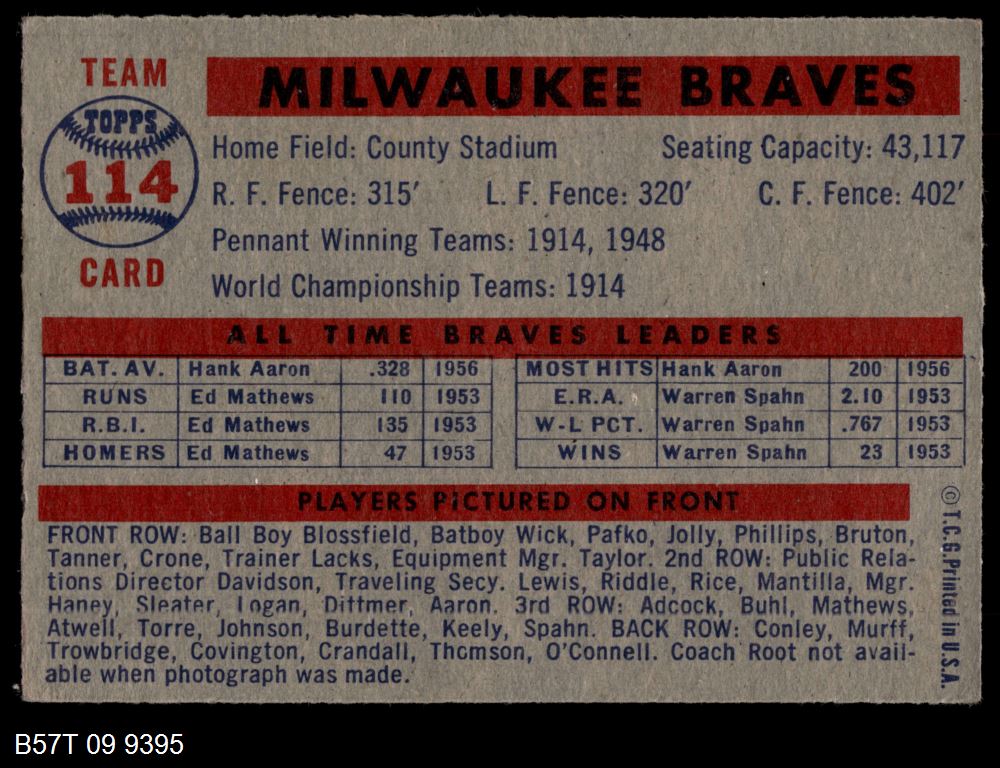 TEAM
TOPPS
114
CARD
MILWAUKEE BRAVES
Home Field: County Stadium Seating Capacity: 43,117
R. F. Fence: 315′ L. F. Fence: 320′ C. F. Fence: 402′
Pennant Winning Teams: 1914, 1948
World Championship Teams: 1914
ALL TIME BRAVES LEADERS
BAT. AV. Hank Aaron .328 1956 MOST HITS Hank Aaron 200 1956
RUNS Ed Mathews 110 1953 E.R.A. Warren Spahn 2.10 1953
R.B.I. Ed Mathews 135 1953 W-L PCT. Warren Spahn .767 1953
HOMERS Ed Mathews 47 1953 WINS Warren Spahn 23 1953
PLAYERS PICTURED ON FRONT
FRONT ROW: Ball Boy Blossfield, Batboy Wick, Pafko, Jolly, Phillips, Bruton,
Tanner, Crone, Trainer Lacks, Equipment Mgr. Taylor. 2nd ROW: Public Rela-
tions Director Davidson, Traveling Secy. Lewis, Riddle, Rice, Mantilla, Mgr.
Haney, Sleater, Logan, Dittmer, Aaron. 3rd ROW: Adcock, Buhl, Mathews,
Atwell, Torre, Johnson, Burdette, Keely, Spahn. BACK ROW: Conley, Murff,
Trowbridge, Covington, Crandall, Thomson, O'Connell. Coach Root not avail-
able when photograph was made.
© T.C.G. Printed in U.S.A.
B57T 09 9395